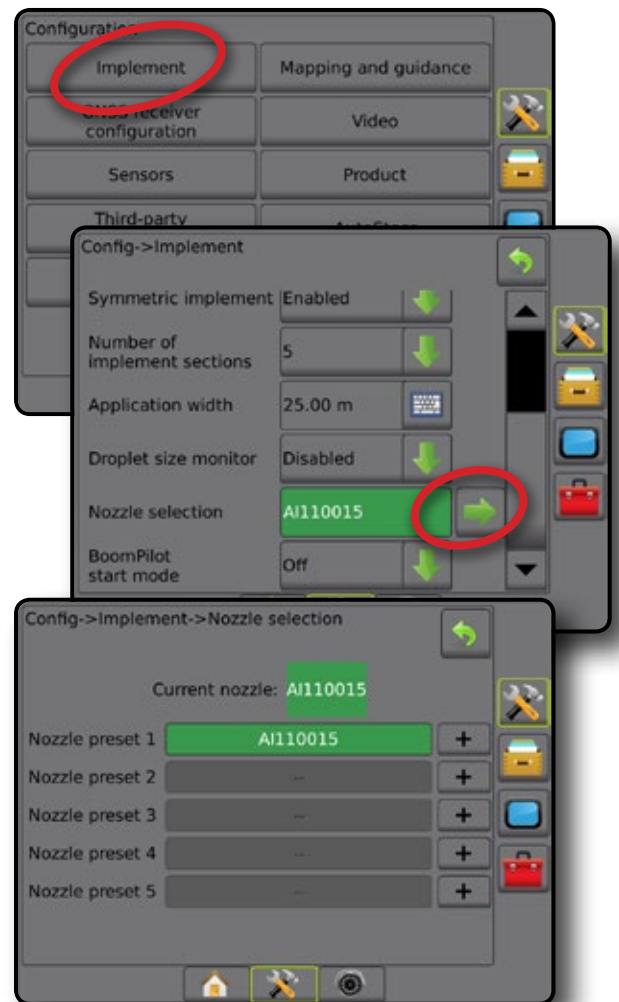 Configuration
Implement
Mapping and guidance
GNSS receiver
configuration
Video
Sensors
Product
Third-party
Config->Implement
Symmetric implement Enabled
Number of
implement sections
5
Application width 25.00 m
Droplet size monitor Disabled
Nozzle selection AI110015
BoomPilot
start mode
Off
Config->Implement->Nozzle selection
Current nozzle: AI110015
Nozzle preset 1 AI110015 +
Nozzle preset 2 -- +
Nozzle preset 3 -- +
Nozzle preset 4 -- +
Nozzle preset 5 -- +